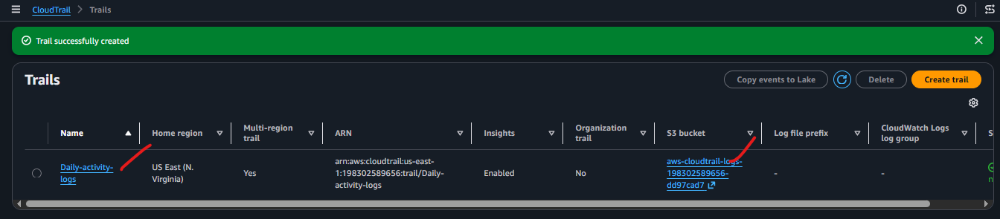 CloudTrail > Trails
Trail successfully created
Trails
Copy events to Lake
Delete
Create trail
Name
Home region
Multi-region
trail
ARN
Insights
Organization
trail
S3 bucket
Log file prefix
CloudWatch Logs
log group
S
Daily-activity-
logs
US East (N.
Virginia)
Yes
arn:aws:cloudtrail:us-east-
1:198302589656:trail/Daily-
activity-logs
Enabled
No
aws-cloudtrail-logs-
198302589656-
dd97cad7
-
-
n